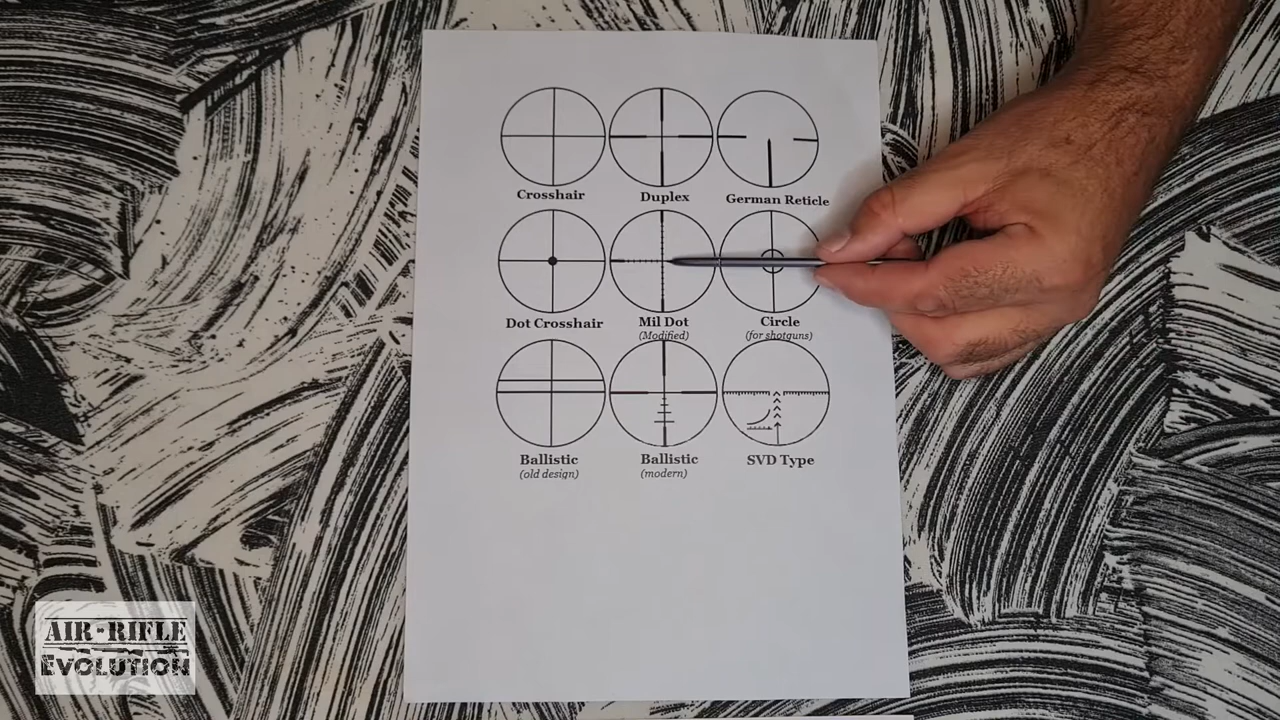 Crosshair
Duplex
German Reticle
Dot Crosshair
Mil Dot
(Modified)
Circle
(for shotguns)
Ballistic
(old design)
Ballistic
(modern)
SVD Type
AIR-RIFLE
EVOLUTION